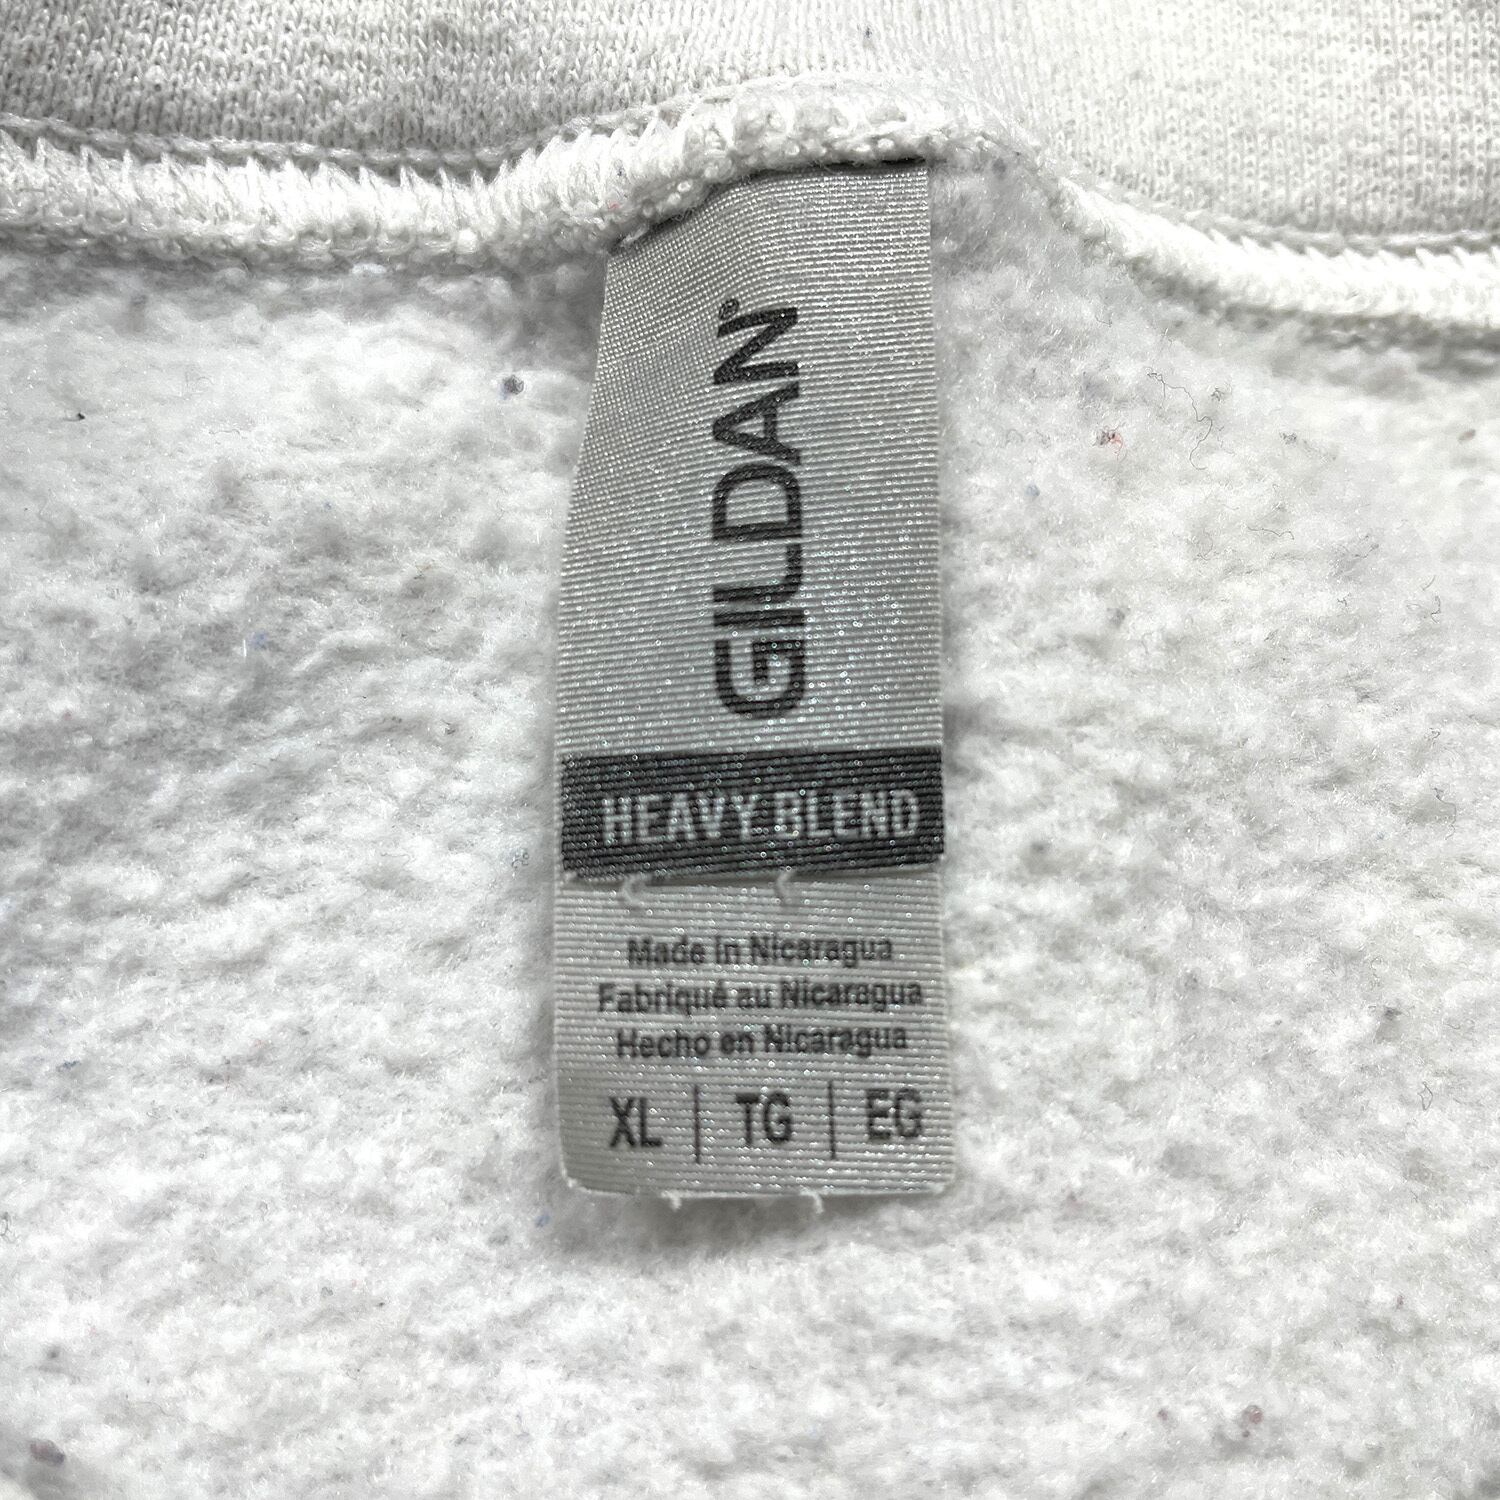 GILDAN®
HEAVY BLEND
Made in Nicaragua
Fabriqué au Nicaragua
Hecho en Nicaragua
XL | TG | EG